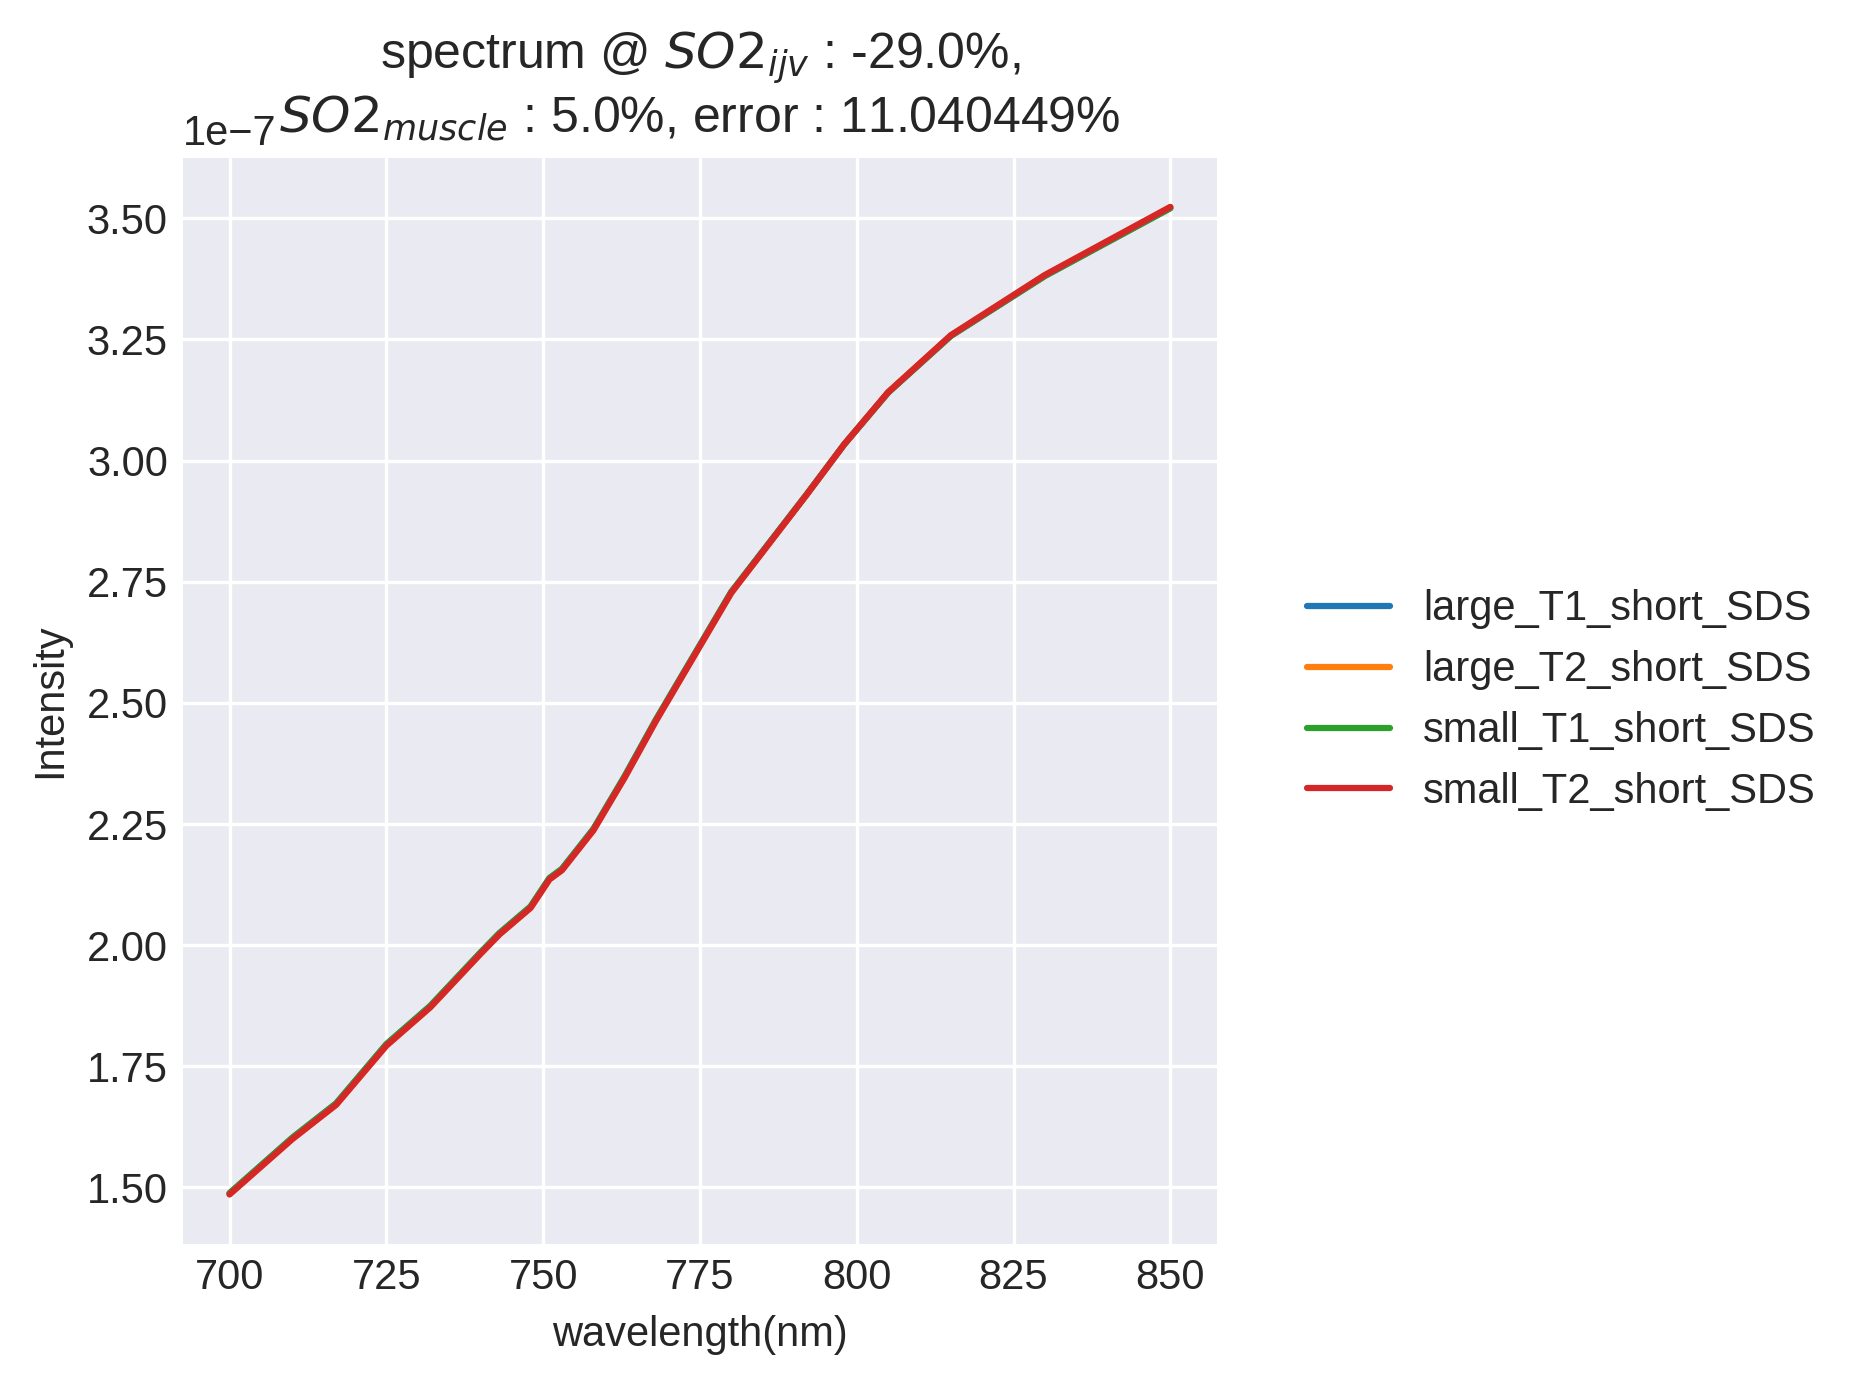 spectrum @ SO2ijv : -29.0%,
SO2muscle : 5.0%, error : 11.040449%
1e−7
3.50
3.25
3.00
2.75
2.50
2.25
2.00
1.75
1.50
Intensity
700 725 750 775 800 825 850
wavelength(nm)
large_T1_short_SDS
large_T2_short_SDS
small_T1_short_SDS
small_T2_short_SDS